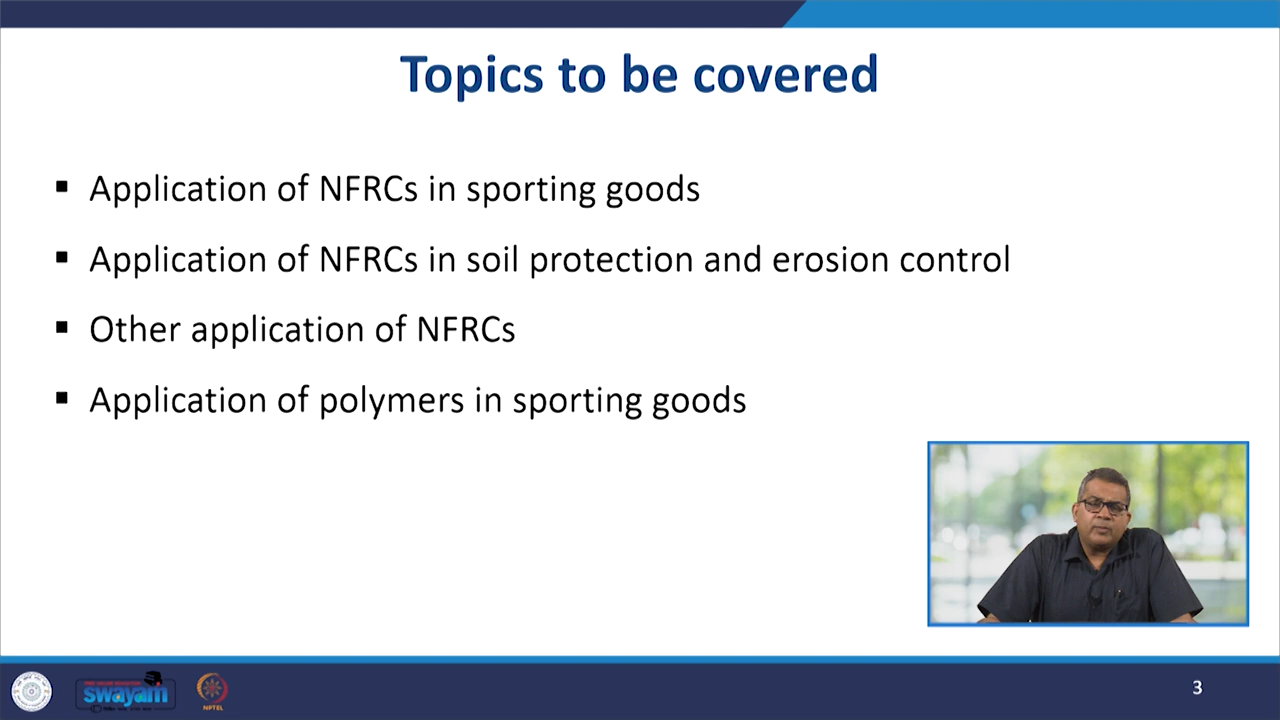 Topics to be covered
▪ Application of NFRCs in sporting goods
▪ Application of NFRCs in soil protection and erosion control
▪ Other application of NFRCs
▪ Application of polymers in sporting goods
swayam
NPTEL
3